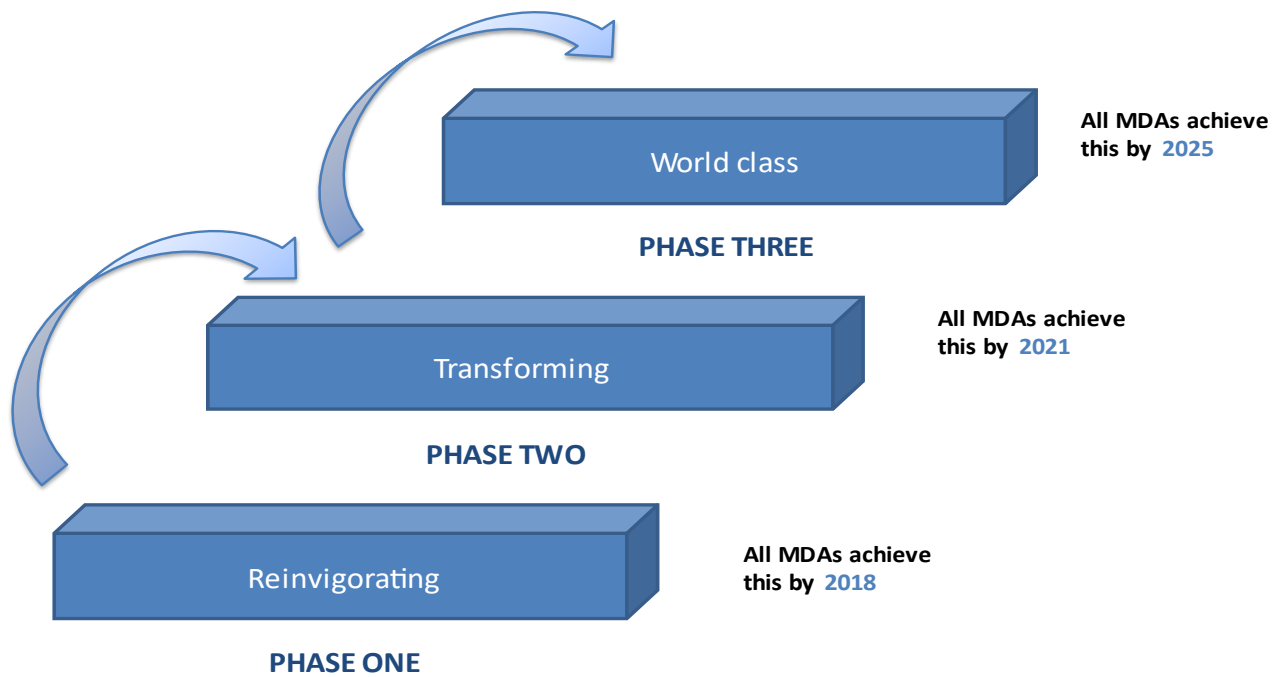 World class
All MDAs achieve
this by 2025
PHASE THREE
Transforming
All MDAs achieve
this by 2021
PHASE TWO
Reinvigorating
All MDAs achieve
this by 2018
PHASE ONE